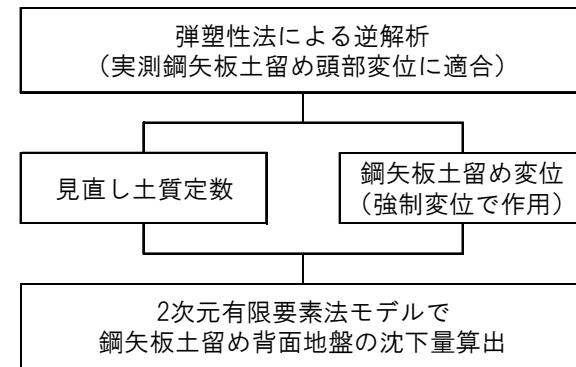 弾塑性法による逆解析
（実測鋼矢板土留め頭部変位に適合）
見直し土質定数
鋼矢板土留め変位
（強制変位で作用）
2次元有限要素法モデルで
鋼矢板土留め背面地盤の沈下量算出